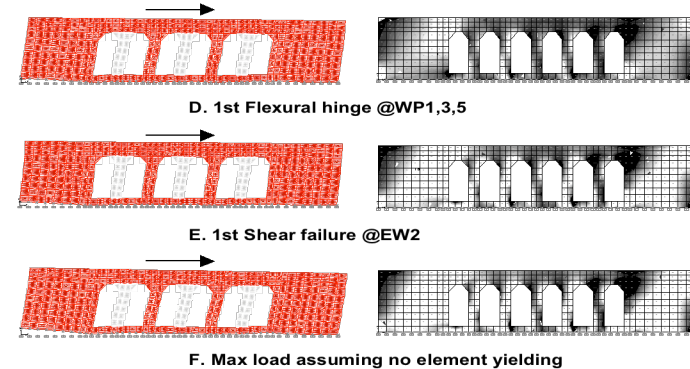 D. 1st Flexural hinge @WP1,3,5
E. 1st Shear failure @EW2
F. Max load assuming no element yielding